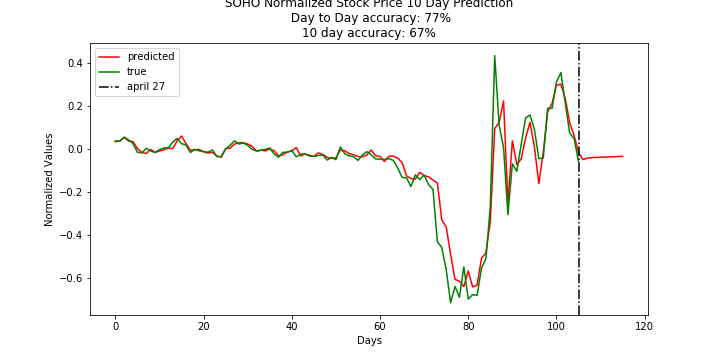 SOHO Normalized Stock Price 10 Day Prediction
Day to Day accuracy: 77%
10 day accuracy: 67%
predicted
true
april 27
Normalized Values
0.4
0.2
0.0
−0.2
−0.4
−0.6
0 20 40 60 80 100 120
Days